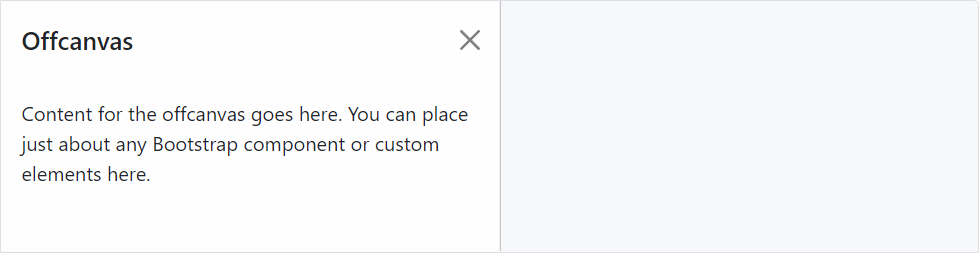 Offcanvas
Content for the offcanvas goes here. You can place
just about any Bootstrap component or custom
elements here.